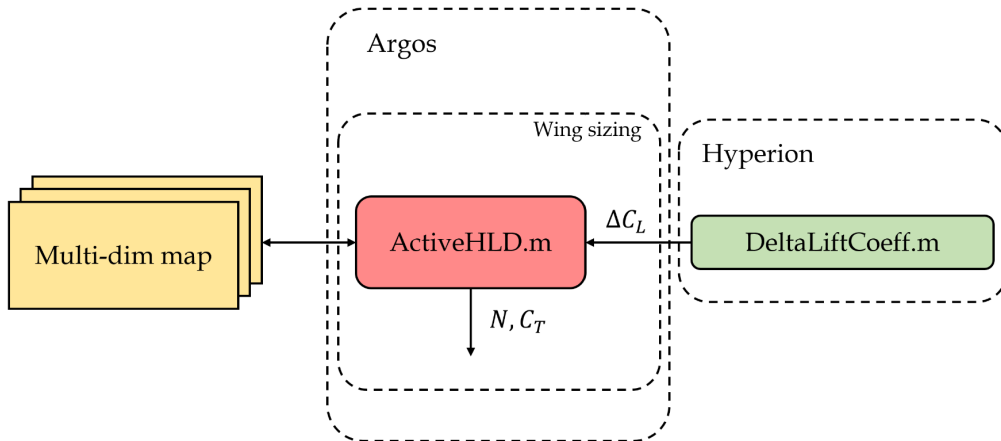 Argos
Wing sizing
Hyperion
Multi-dim map
ActiveHLD.m
Δ𝐶_𝐿
DeltaLiftCoeff.m
𝑁, 𝐶_𝑇